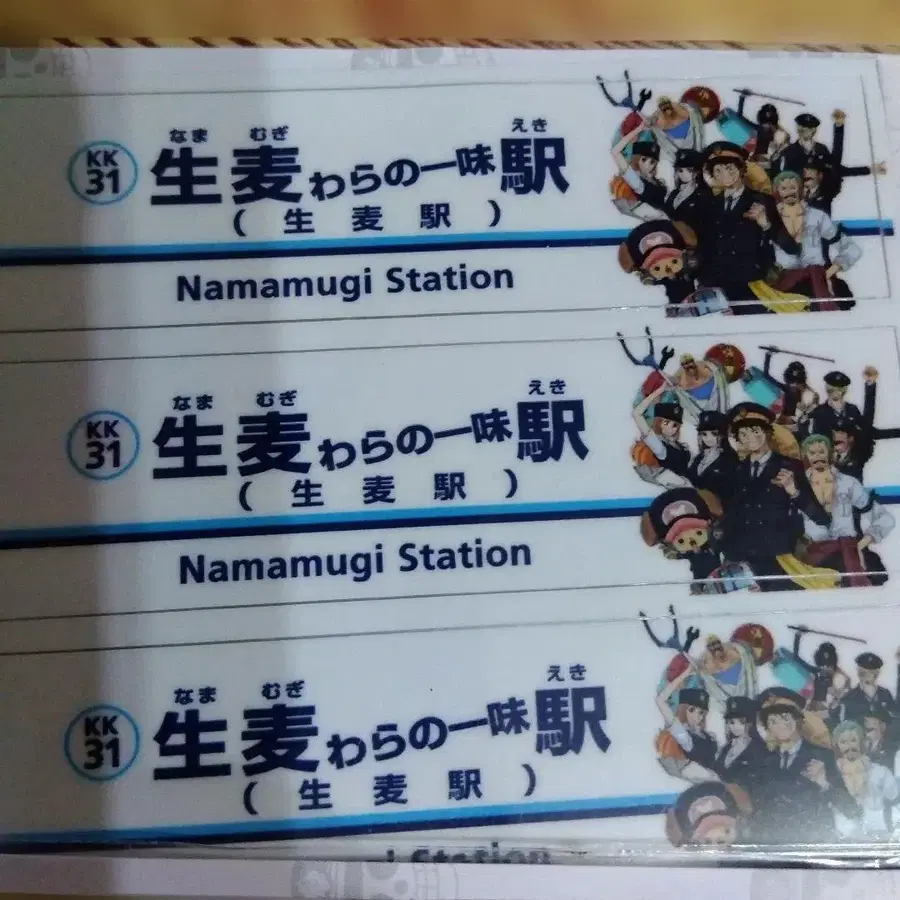 なま むぎ えき
KK 31 生麦わらの一味駅
( 生 麦 駅 )
Namamugi Station
なま むぎ えき
KK 31 生麦わらの一味駅
( 生 麦 駅 )
Namamugi Station
なま むぎ えき
KK 31 生麦わらの一味駅
( 生 麦 駅 )
Station